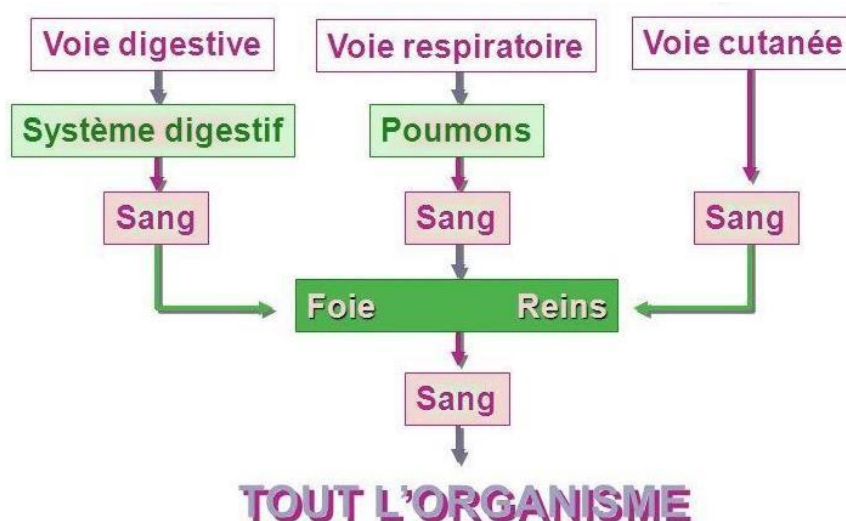 Voie digestive
Voie respiratoire
Voie cutanée
Système digestif
Poumons
Sang
Sang
Sang
Foie
Reins
Sang
TOUT L'ORGANISME